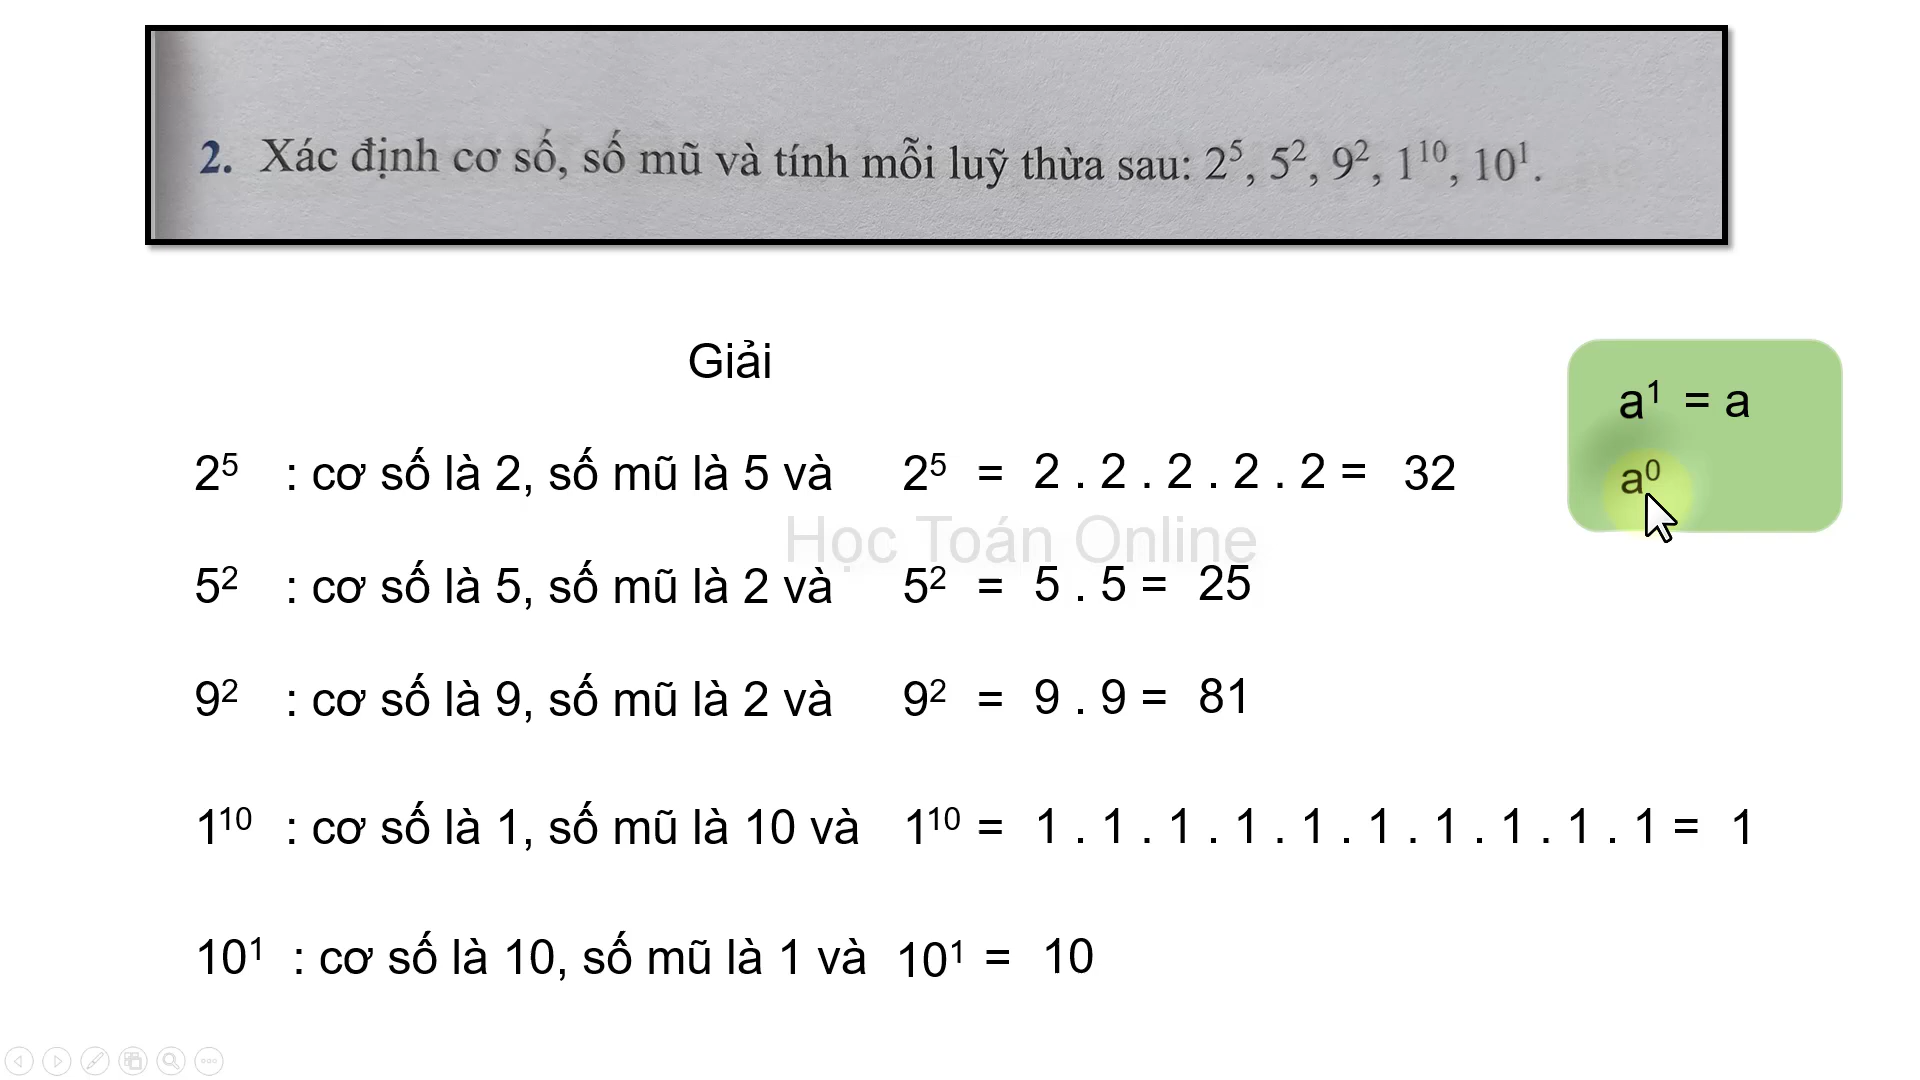 2. Xác định cơ số, số mũ và tính mỗi luỹ thừa sau: 2⁵, 5², 9², 1¹⁰, 10¹.
Giải
a¹ = a
a⁰
2⁵ : cơ số là 2, số mũ là 5 và 2⁵ = 2 . 2 . 2 . 2 . 2 = 32
Học Toán Online
5² : cơ số là 5, số mũ là 2 và 5² = 5 . 5 = 25
9² : cơ số là 9, số mũ là 2 và 9² = 9 . 9 = 81
1¹⁰ : cơ số là 1, số mũ là 10 và 1¹⁰ = 1 . 1 . 1 . 1 . 1 . 1 . 1 . 1 . 1 . 1 = 1
10¹ : cơ số là 10, số mũ là 1 và 10¹ = 10